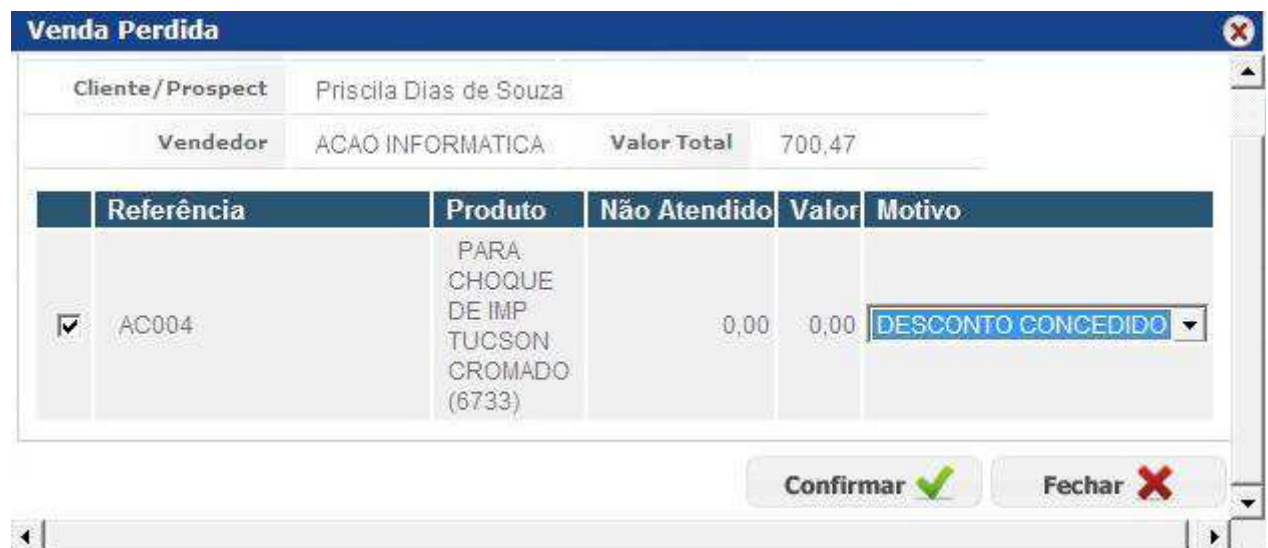 Venda Perdida
Cliente/Prospect Priscila Dias de Souza
Vendedor ACAO INFORMATICA Valor Total 700,47
Referência Produto Não Atendido Valor Motivo
PARA
CHOQUE
DE IMP
AC004 0,00 0,00 DESCONTO CONCEDIDO
TUCSON
CROMADO
(6733)
Confirmar Fechar